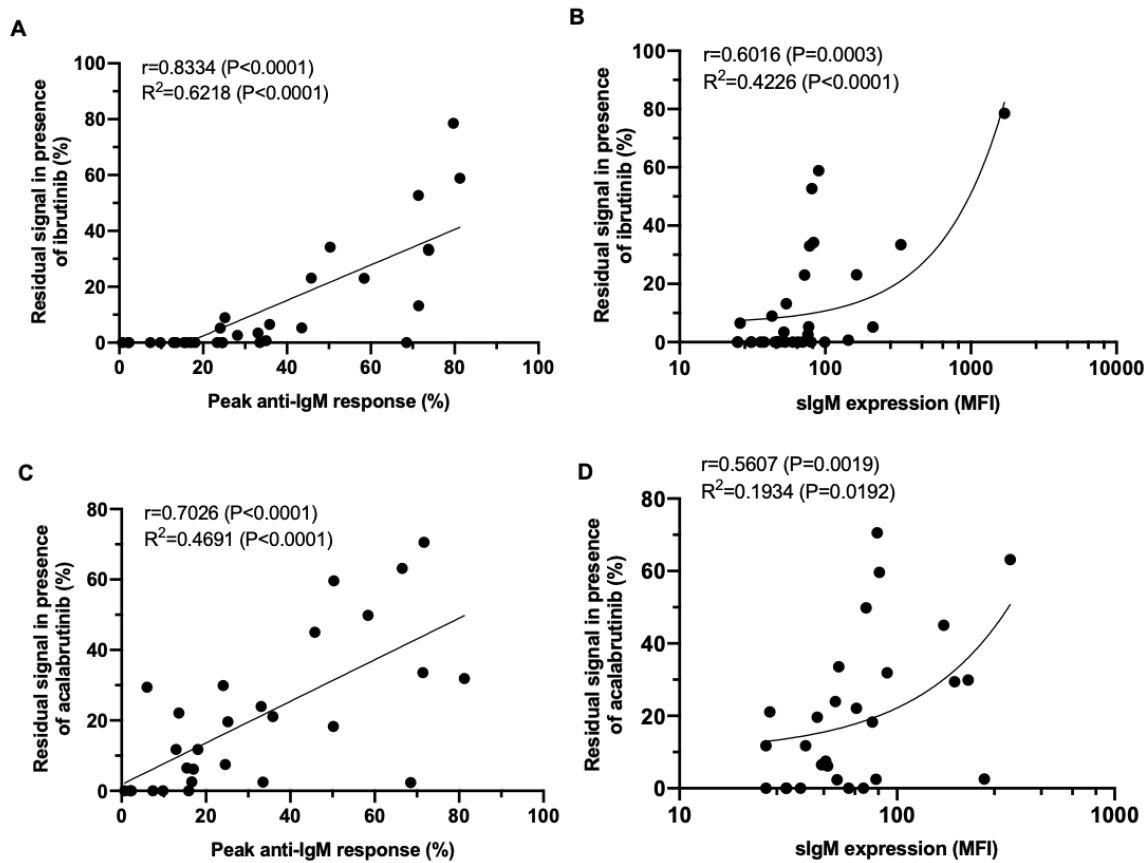 A
r=0.8334 (P<0.0001)
R²=0.6218 (P<0.0001)
Residual signal in presence
of ibrutinib (%)
100
80
60
40
20
0
0 20 40 60 80 100
Peak anti-IgM response (%)
B
r=0.6016 (P=0.0003)
R²=0.4226 (P<0.0001)
Residual signal in presence
of ibrutinib (%)
100
80
60
40
20
0
10 100 1000 10000
sIgM expression (MFI)
C
r=0.7026 (P<0.0001)
R²=0.4691 (P<0.0001)
Residual signal in presence
of acalabrutinib (%)
80
60
40
20
0
0 20 40 60 80 100
Peak anti-IgM response (%)
D
r=0.5607 (P=0.0019)
R²=0.1934 (P=0.0192)
Residual signal in presence
of acalabrutinib (%)
80
60
40
20
0
10 100 1000
sIgM expression (MFI)